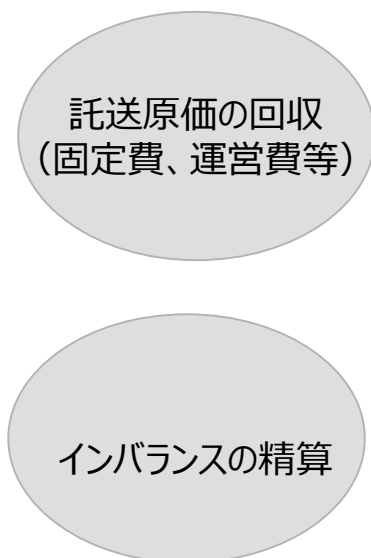 託送原価の回収
（固定費、運営費等）
インバランスの精算